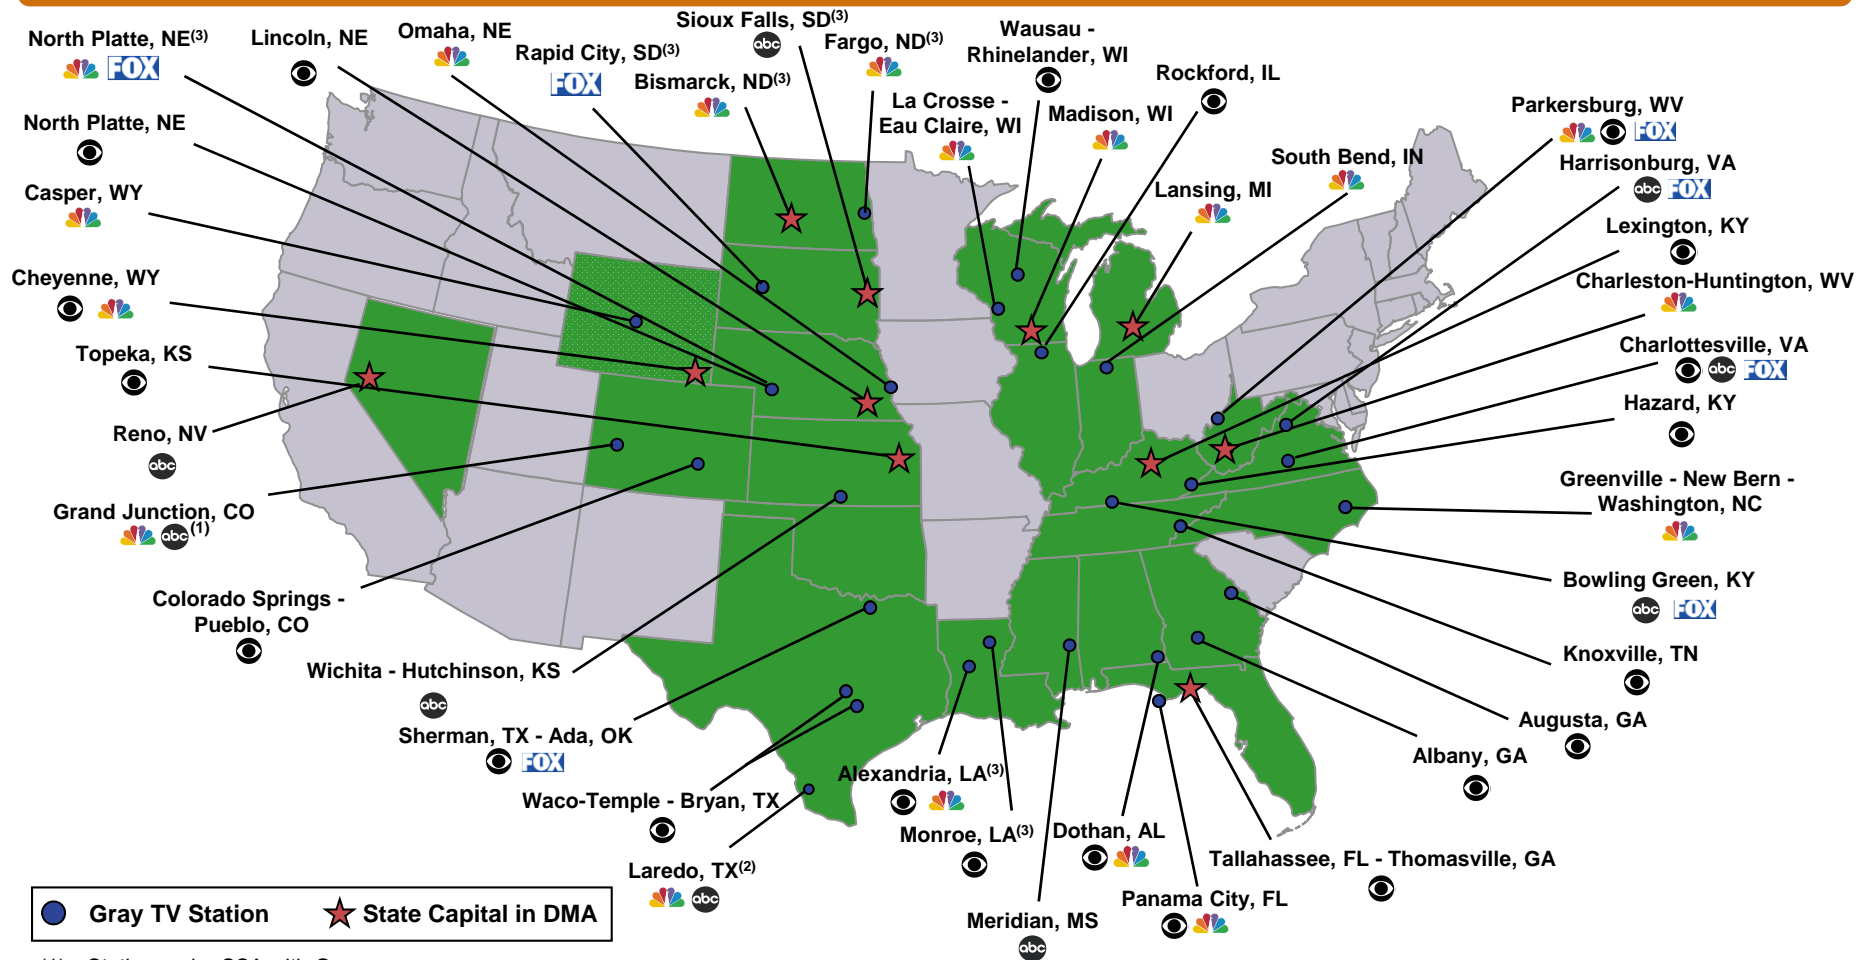 North Platte, NE(3)
FOX
Lincoln, NE
Omaha, NE
Rapid City, SD(3)
FOX
Sioux Falls, SD(3)
abc
Bismarck, ND(3)
Fargo, ND(3)
Wausau -
Rhinelander, WI
La Crosse -
Eau Claire, WI
Madison, WI
Rockford, IL
South Bend, IN
Lansing, MI
Parkersburg, WV
FOX
Harrisonburg, VA
abc FOX
Lexington, KY
Charleston-Huntington, WV
Charlottesville, VA
abc FOX
Hazard, KY
Greenville - New Bern -
Washington, NC
Bowling Green, KY
abc FOX
Knoxville, TN
Augusta, GA
Albany, GA
Tallahassee, FL - Thomasville, GA
Panama City, FL
Dothan, AL
Meridian, MS
abc
Monroe, LA(3)
Alexandria, LA(3)
North Platte, NE
Casper, WY
Cheyenne, WY
Topeka, KS
Reno, NV
abc
Grand Junction, CO
abc(1)
Colorado Springs -
Pueblo, CO
Wichita - Hutchinson, KS
abc
Sherman, TX - Ada, OK
FOX
Waco-Temple - Bryan, TX
Laredo, TX(2)
abc
Gray TV Station
State Capital in DMA